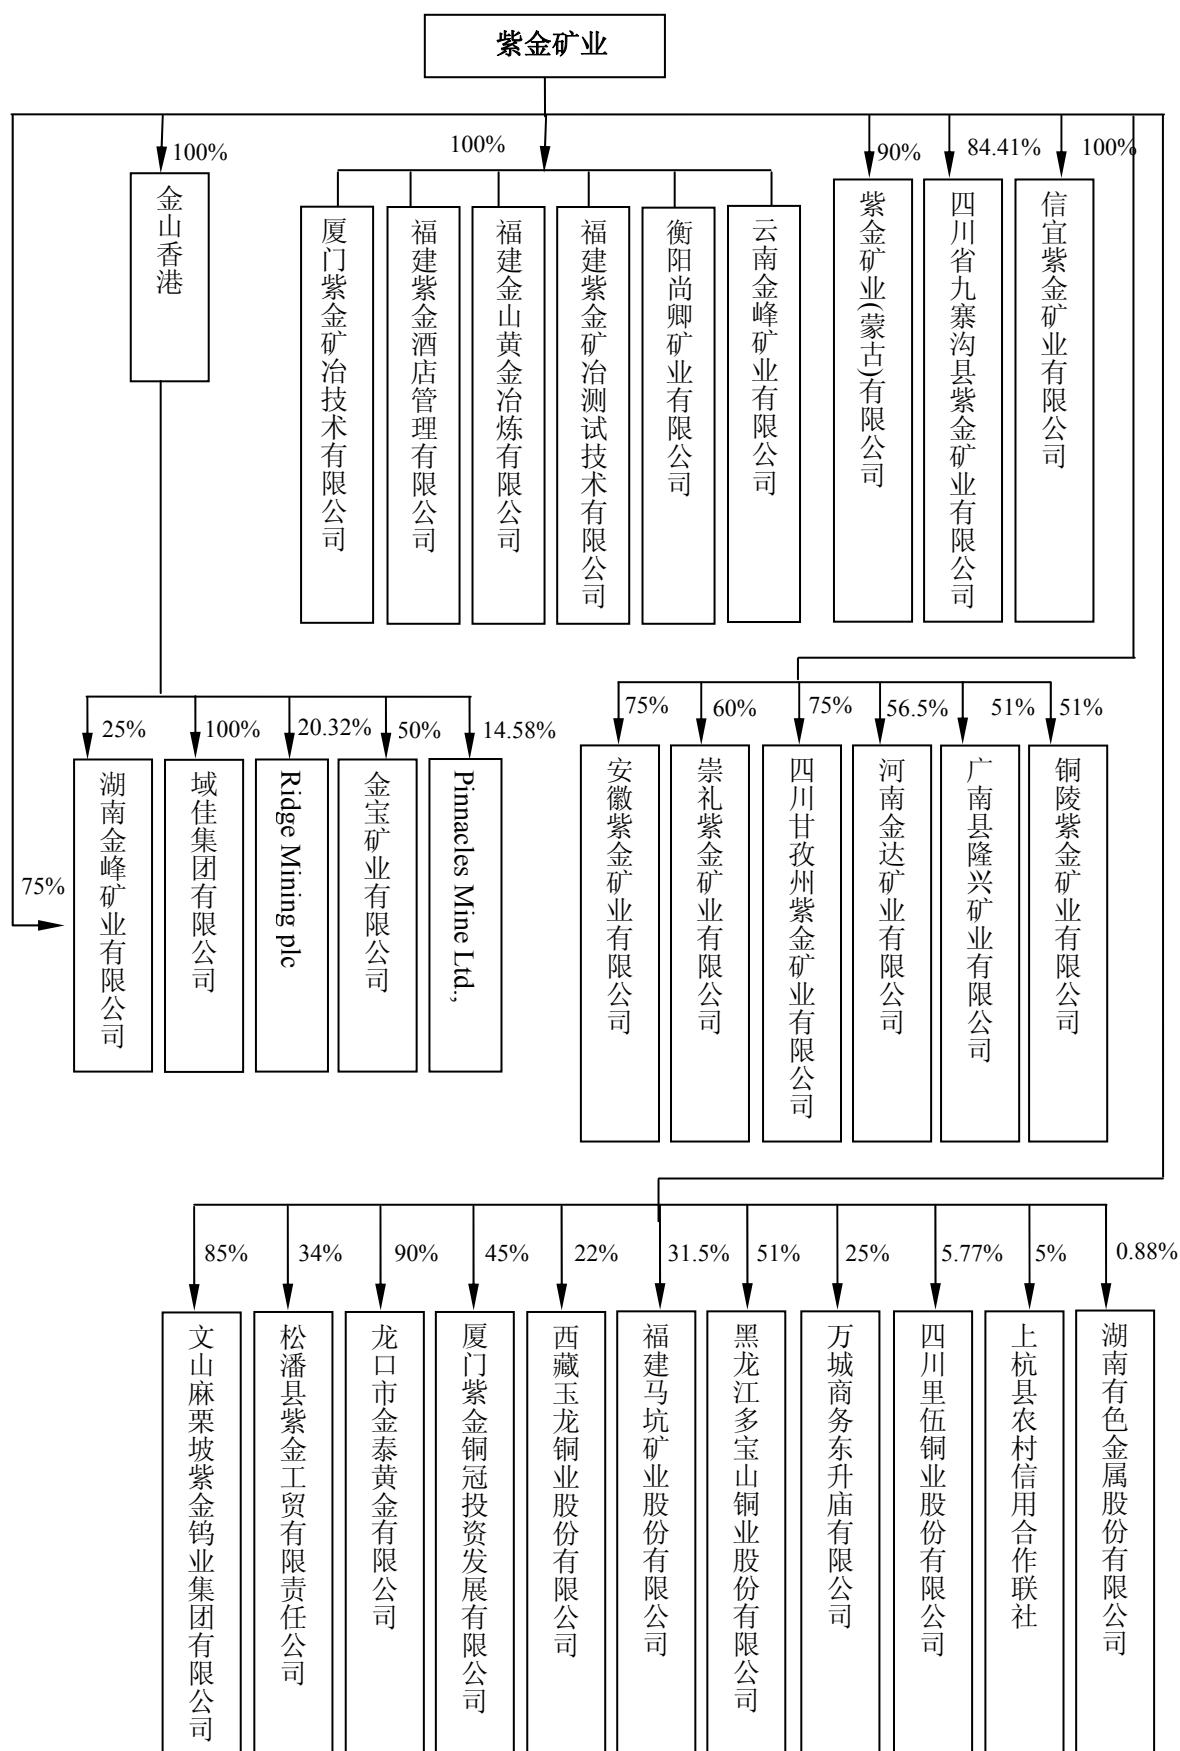 紫金矿业
100%
100%
90%
84.41%
100%
金山香港
厦门紫金矿冶技术有限公司
福建紫金酒店管理有限公司
福建金山黄金冶炼有限公司
福建紫金矿冶测试技术有限公司
衡阳尚卿矿业有限公司
云南金峰矿业有限公司
紫金矿业(蒙古)有限公司
四川省九寨沟县紫金矿业有限公司
信宜紫金矿业有限公司
25%
100%
20.32%
50%
14.58%
75%
60%
75%
56.5%
51%
51%
75%
湖南金峰矿业有限公司
域佳集团有限公司
Ridge Mining plc
金宝矿业有限公司
Pinnacles Mine Ltd.,
安徽紫金矿业有限公司
崇礼紫金矿业有限公司
四川甘孜州紫金矿业有限公司
河南金达矿业有限公司
广南县隆兴矿业有限公司
铜陵紫金矿业有限公司
85%
34%
90%
45%
22%
31.5%
51%
25%
5.77%
5%
0.88%
文山麻栗坡紫金钨业集团有限公司
松潘县紫金工贸有限责任公司
龙口市金泰黄金有限公司
厦门紫金铜冠投资发展有限公司
西藏玉龙铜业股份有限公司
福建马坑矿业股份有限公司
黑龙江多宝山铜业股份有限公司
万城商务东升庙有限公司
四川里伍铜业股份有限公司
上杭县农村信用合作联社
湖南有色金属股份有限公司